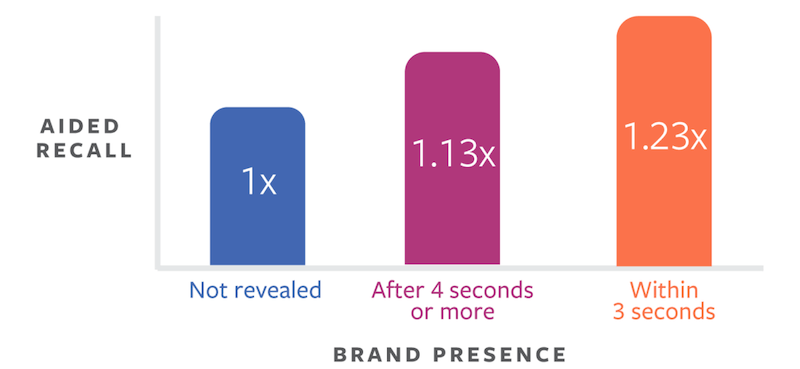 AIDED
RECALL
1x
1.13x
1.23x
Not revealed
After 4 seconds
or more
Within
3 seconds
BRAND PRESENCE